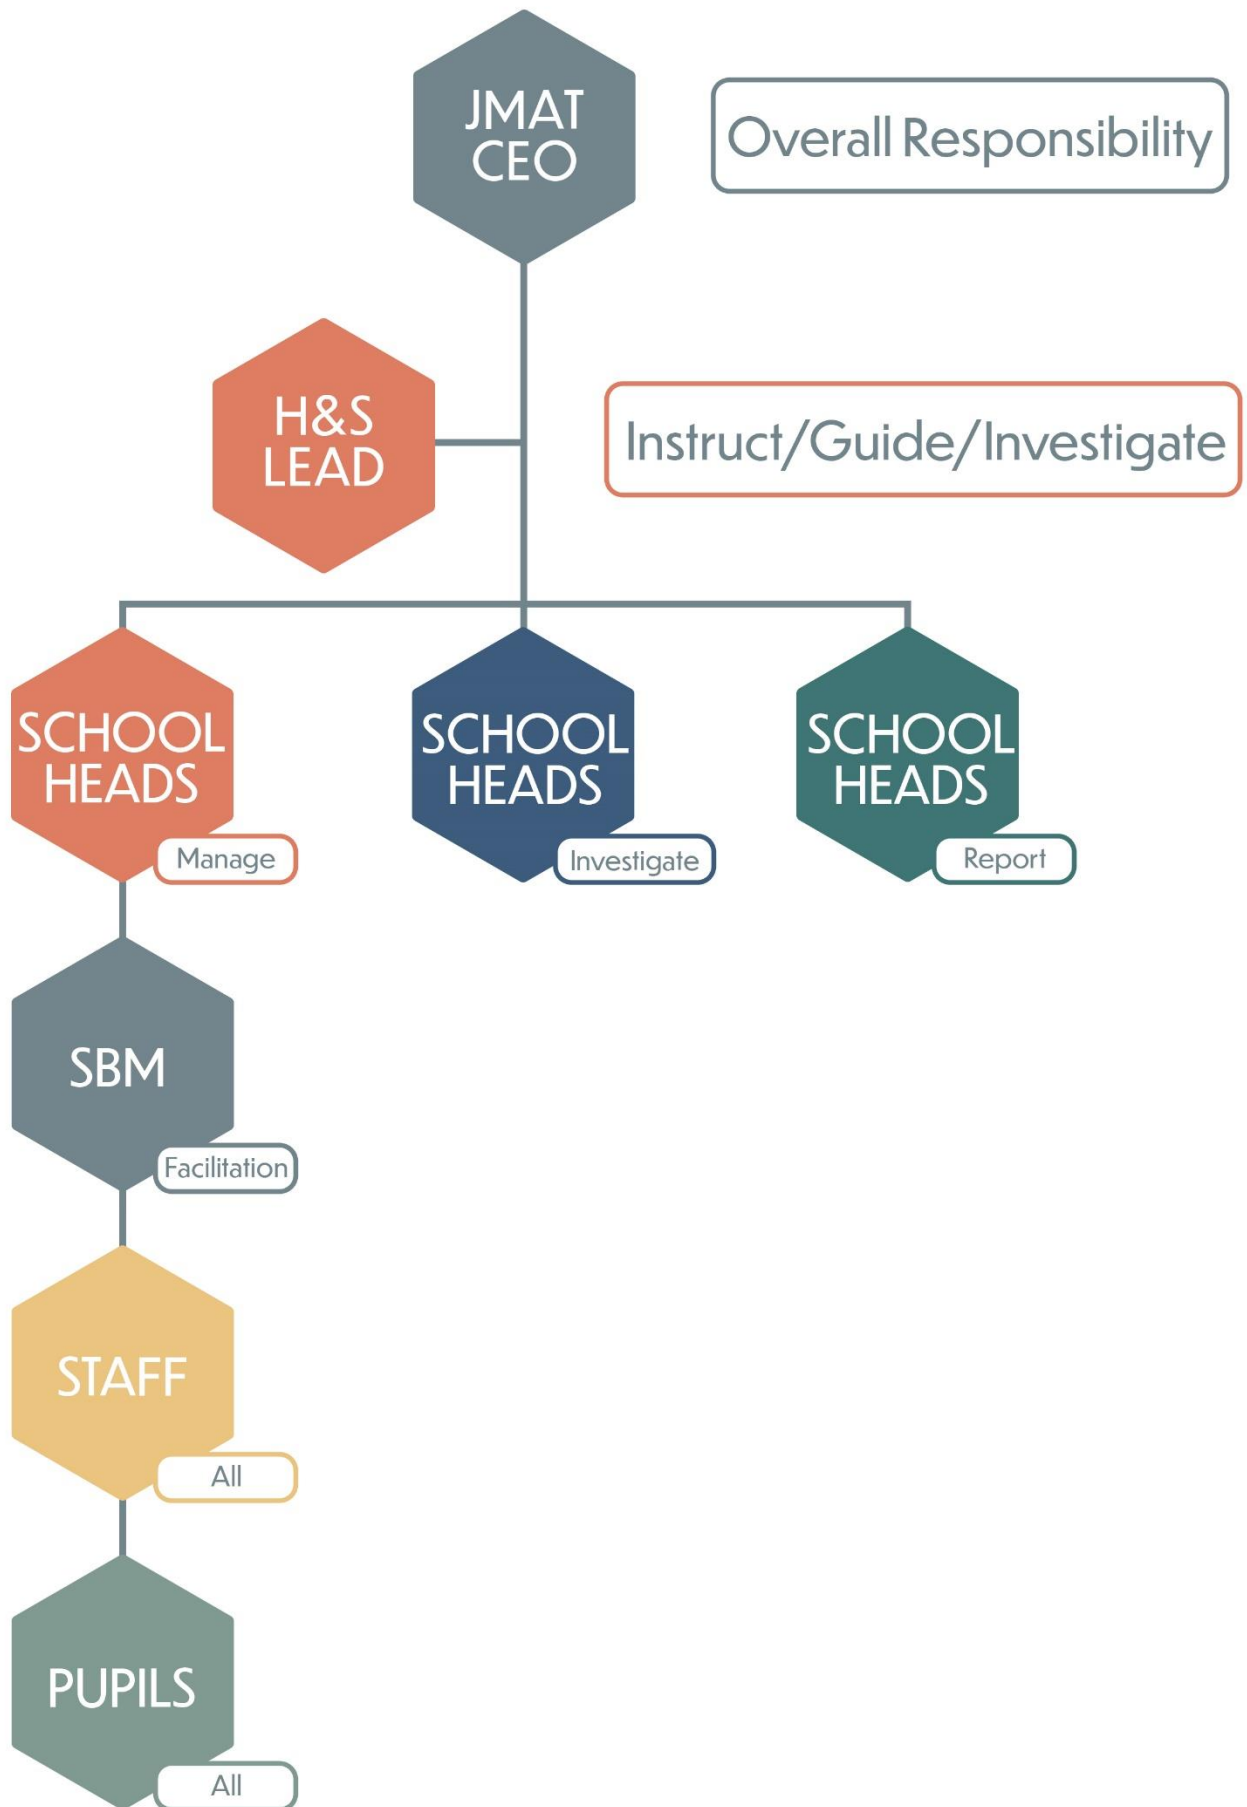 JMAT
CEO
Overall Responsibility
H&S
LEAD
Instruct/Guide/Investigate
SCHOOL
HEADS
Manage
SCHOOL
HEADS
Investigate
SCHOOL
HEADS
Report
SBM
Facilitation
STAFF
All
PUPILS
All